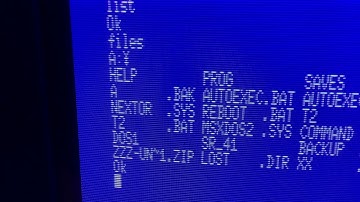 list
Ok
files
A:¥
HELP PROG SAVES
A .BAK AUTOEXEC.BAT AUTOEXE
NEXTOR .SYS REBOOT .BAT T2
T2 .BAT MSXDOS2 .SYS COMMAND
DOS1 SR_41 BACKUP
ZZZ-UN~1.ZIP LOST .DIR XX
Ok